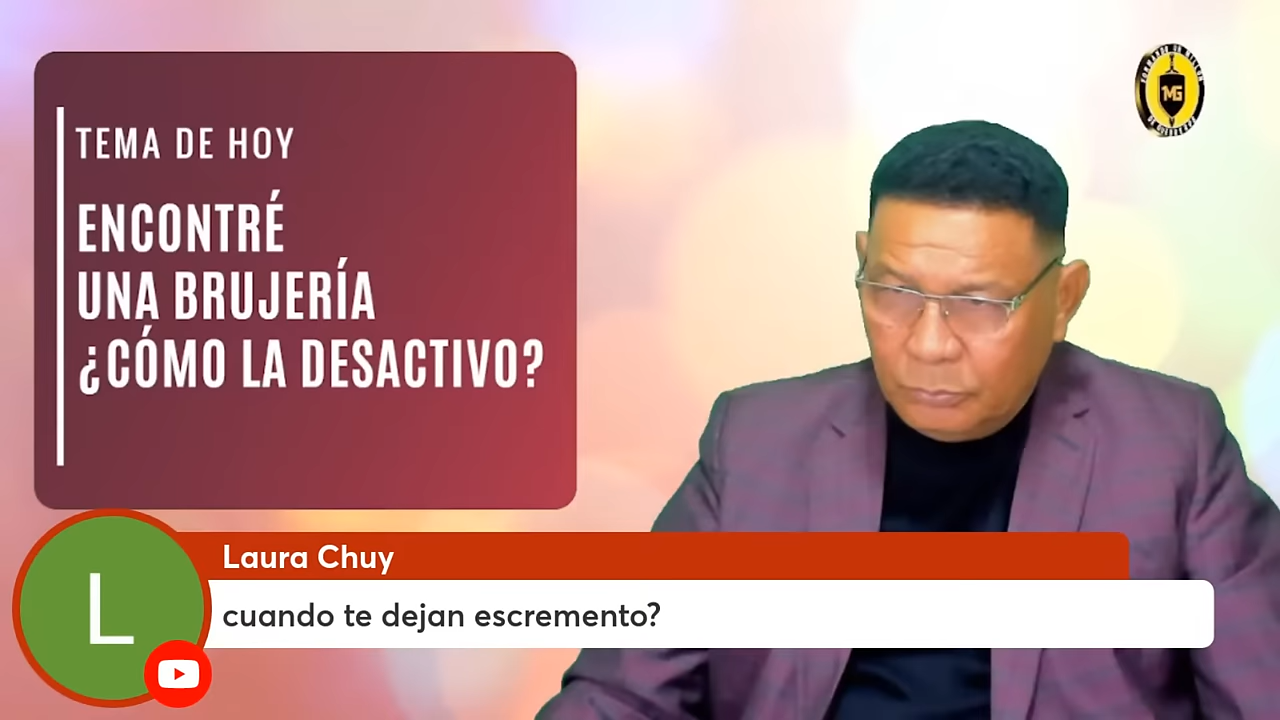 TEMA DE HOY
ENCONTRÉ
UNA BRUJERÍA
¿CÓMO LA DESACTIVO?
MG
L
Laura Chuy
cuando te dejan escremento?